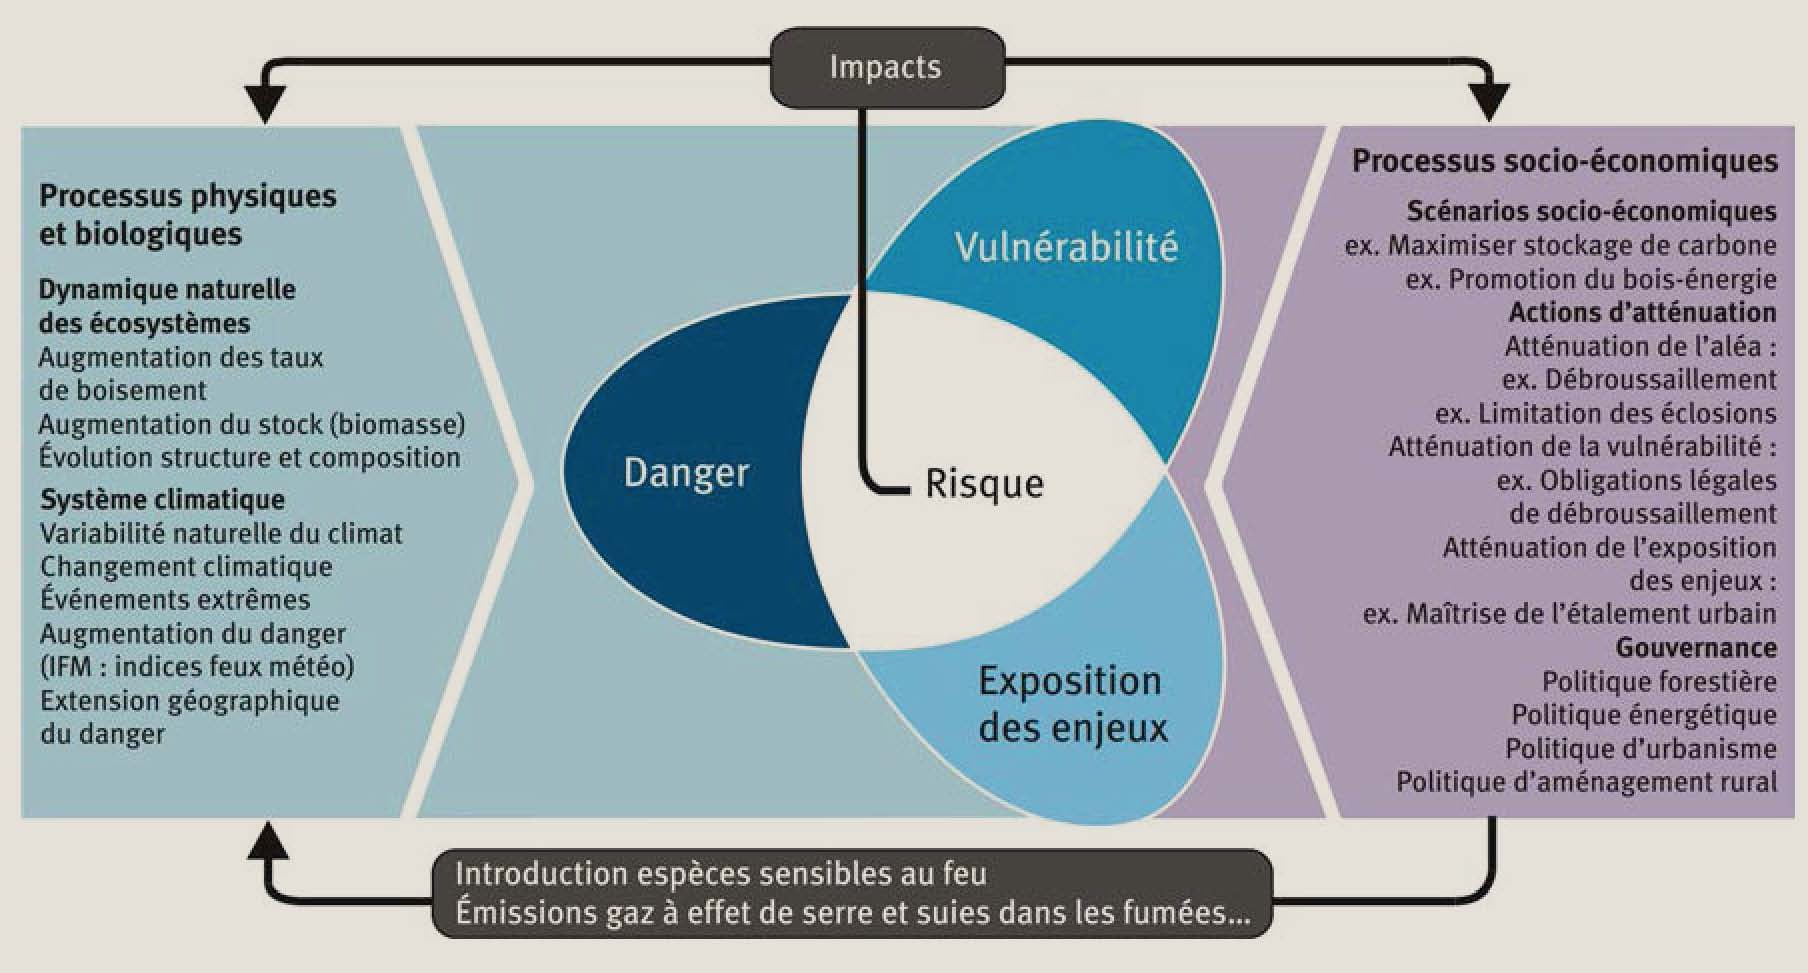 Impacts
Processus physiques
et biologiques
Dynamique naturelle
des écosystèmes
Augmentation des taux
de boisement
Augmentation du stock (biomasse)
Évolution structure et composition
Système climatique
Variabilité naturelle du climat
Changement climatique
Événements extrêmes
Augmentation du danger
(IFM : indices feux météo)
Extension géographique
du danger
Vulnérabilité
Danger
Risque
Exposition
des enjeux
Processus socio-économiques
Scénarios socio-économiques
ex. Maximiser stockage de carbone
ex. Promotion du bois-énergie
Actions d’atténuation
Atténuation de l’aléa :
ex. Débroussaillement
ex. Limitation des éclosions
Atténuation de la vulnérabilité :
ex. Obligations légales
de débroussaillement
Atténuation de l’exposition
des enjeux :
ex. Maîtrise de l’étalement urbain
Gouvernance
Politique forestière
Politique énergétique
Politique d’urbanisme
Politique d’aménagement rural
Introduction espèces sensibles au feu
Émissions gaz à effet de serre et suies dans les fumées...